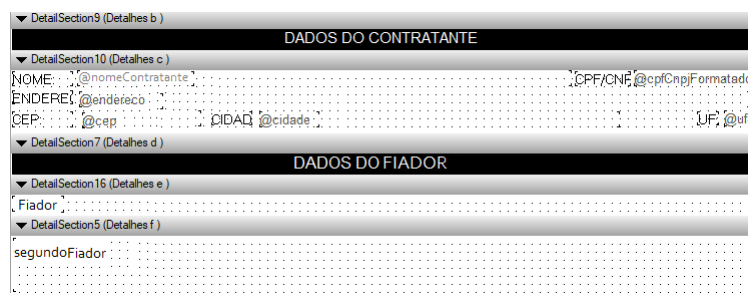 DetailSection9 (Detalhes b )
DADOS DO CONTRATANTE
DetailSection10 (Detalhes c )
NOME: @nomeContratante CPF/CNF @cpfCnpjFormatado
ENDERE @endereco
CEP: @cep CIDAD @cidade UF @uf
DetailSection7 (Detalhes d )
DADOS DO FIADOR
DetailSection16 (Detalhes e )
Fiador
DetailSection5 (Detalhes f )
segundoFiador